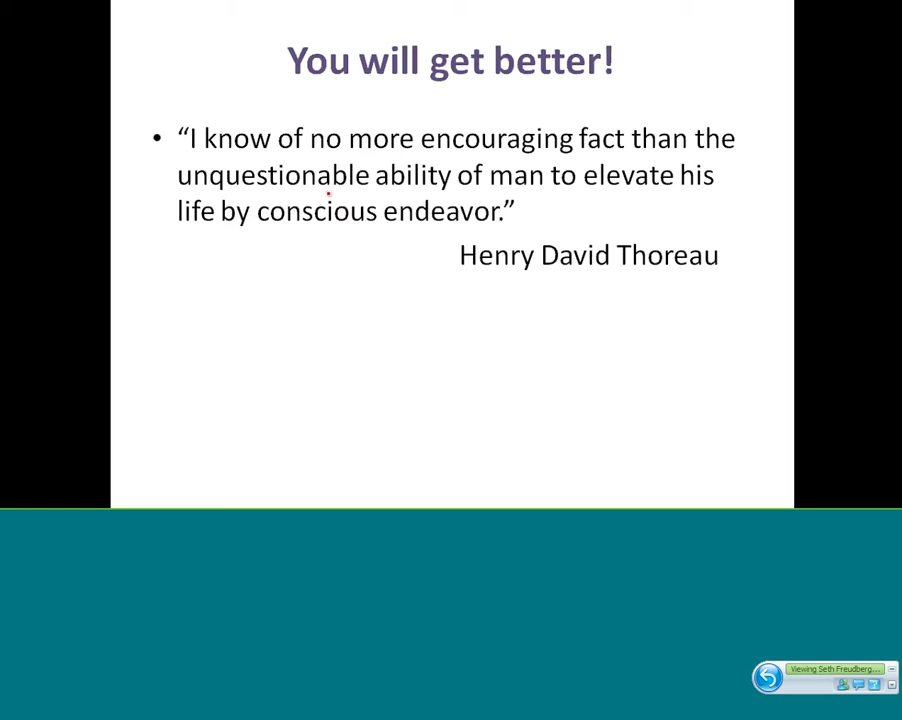 You will get better!
• “I know of no more encouraging fact than the
unquestionable ability of man to elevate his
life by conscious endeavor.”
Henry David Thoreau
Viewing Seth Freudberg...